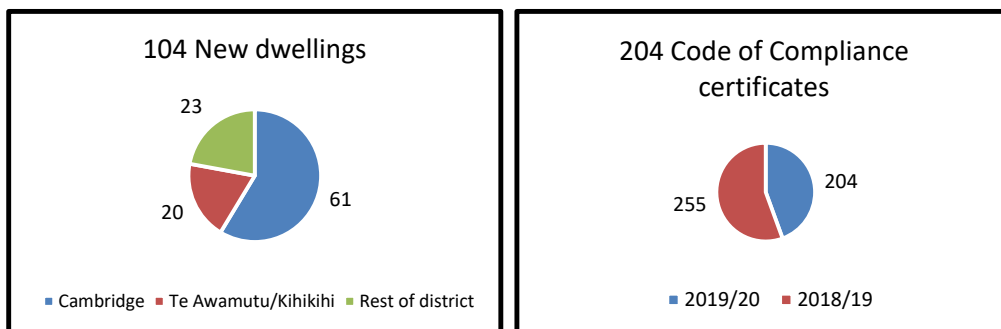 104 New dwellings
23
20
61
Cambridge Te Awamutu/Kihikihi Rest of district
204 Code of Compliance
certificates
255
204
2019/20 2018/19